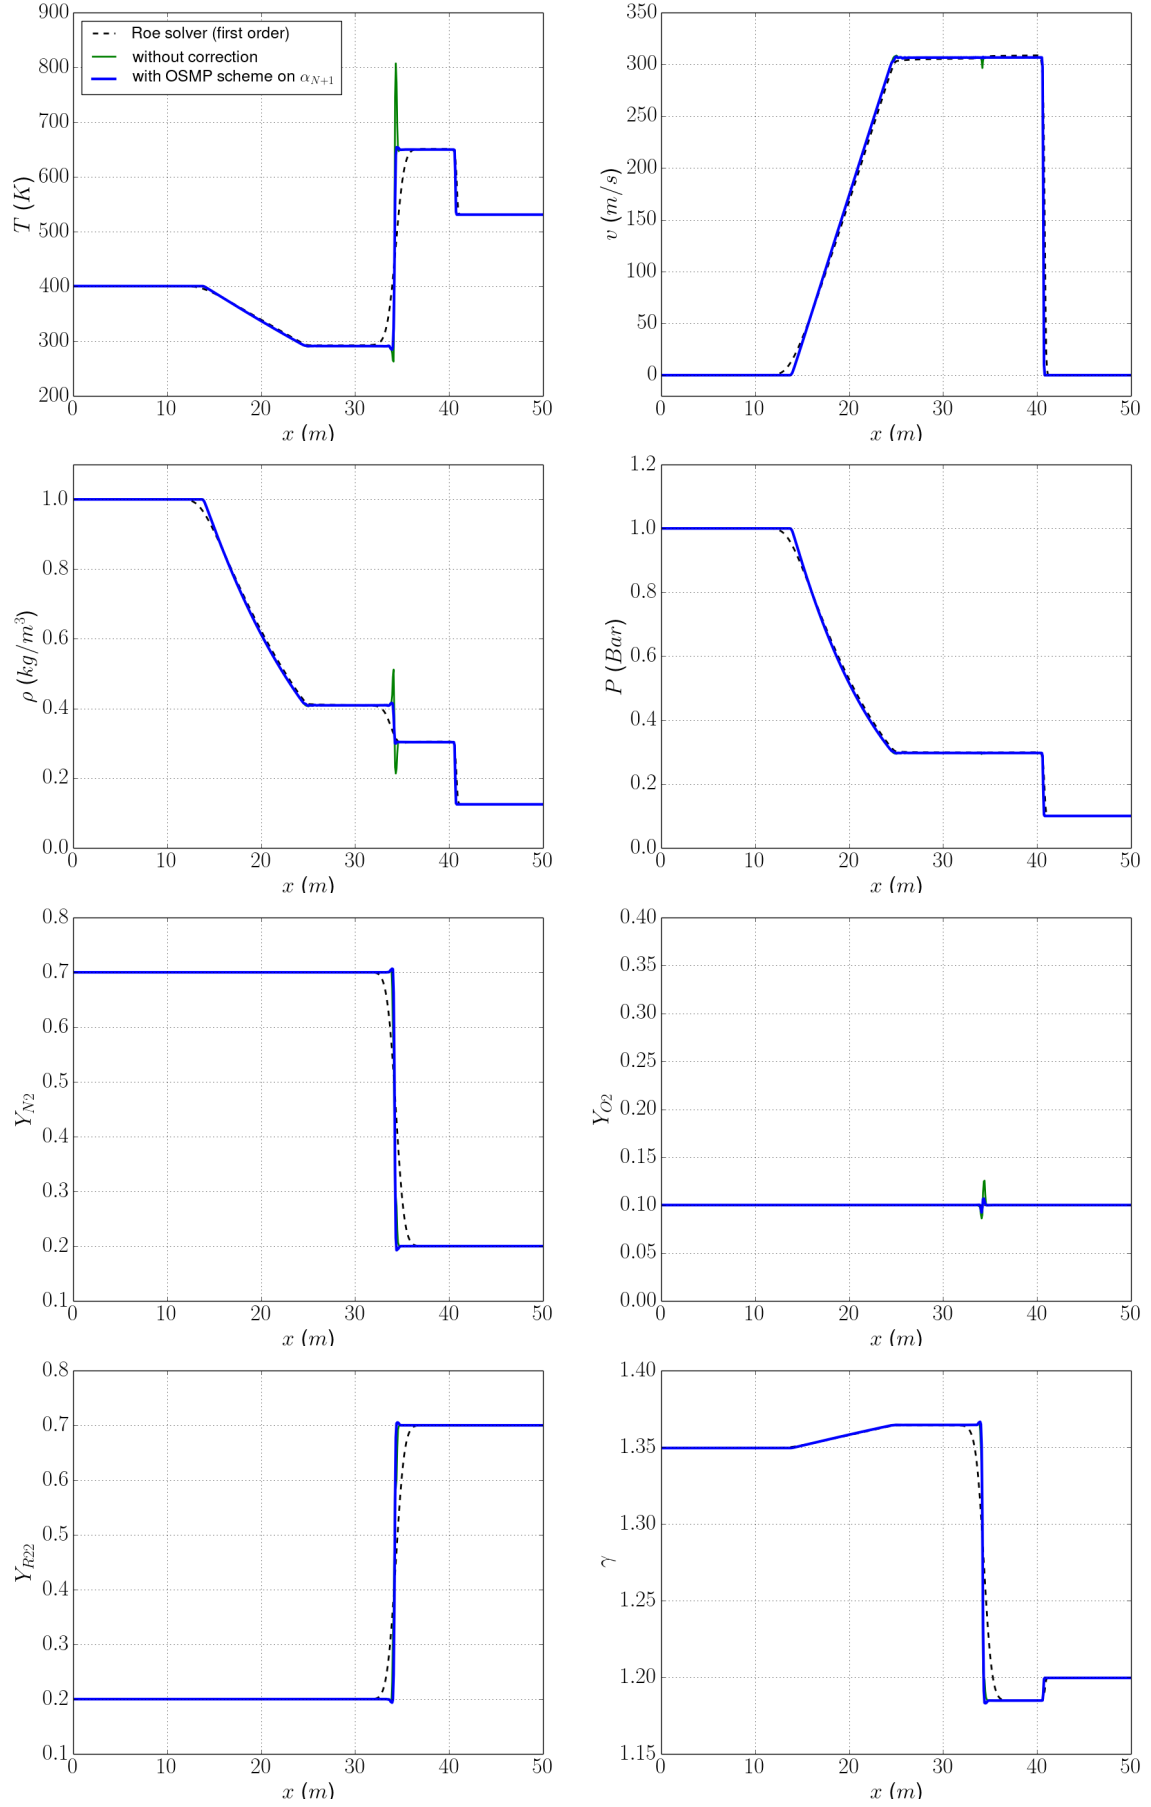 900
800
700
600
500
400
300
200
T (K)
0 10 20 30 40 50
x (m)
Roe solver (first order)
without correction
with OSMP scheme on α_{N+1}
350
300
250
200
150
100
50
0
v (m/s)
0 10 20 30 40 50
x (m)
1.0
0.8
0.6
0.4
0.2
0.0
ρ (kg/m³)
0 10 20 30 40 50
x (m)
1.2
1.0
0.8
0.6
0.4
0.2
0.0
P (Bar)
0 10 20 30 40 50
x (m)
0.8
0.7
0.6
0.5
0.4
0.3
0.2
0.1
Y_{N2}
0 10 20 30 40 50
x (m)
0.40
0.35
0.30
0.25
0.20
0.15
0.10
0.05
0.00
Y_{O2}
0 10 20 30 40 50
x (m)
0.8
0.7
0.6
0.5
0.4
0.3
0.2
0.1
Y_{R22}
0 10 20 30 40 50
x (m)
1.40
1.35
1.30
1.25
1.20
1.15
γ
0 10 20 30 40 50
x (m)